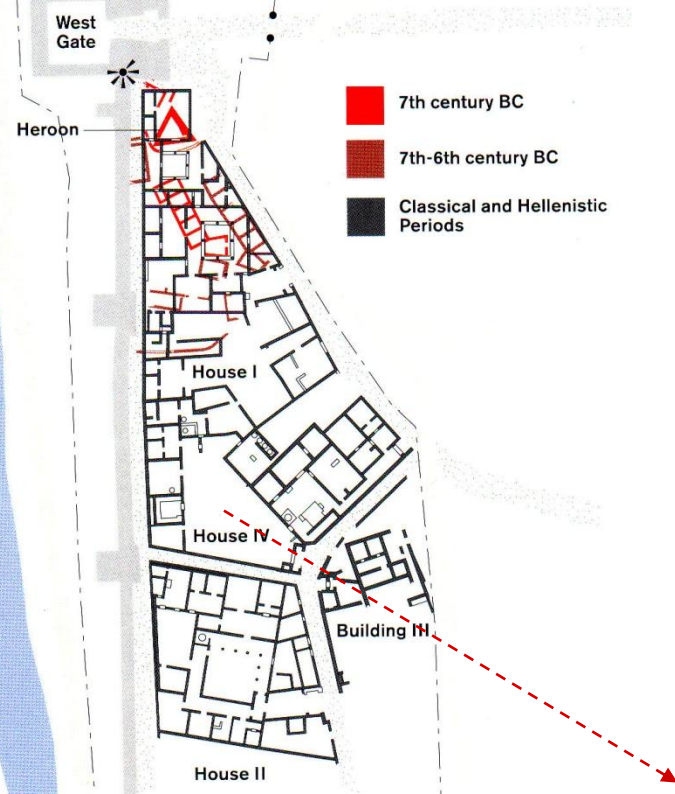 West
Gate
7th century BC
Heroon
7th-6th century BC
Classical and Hellenistic
Periods
House I
House IV
Building III
House II